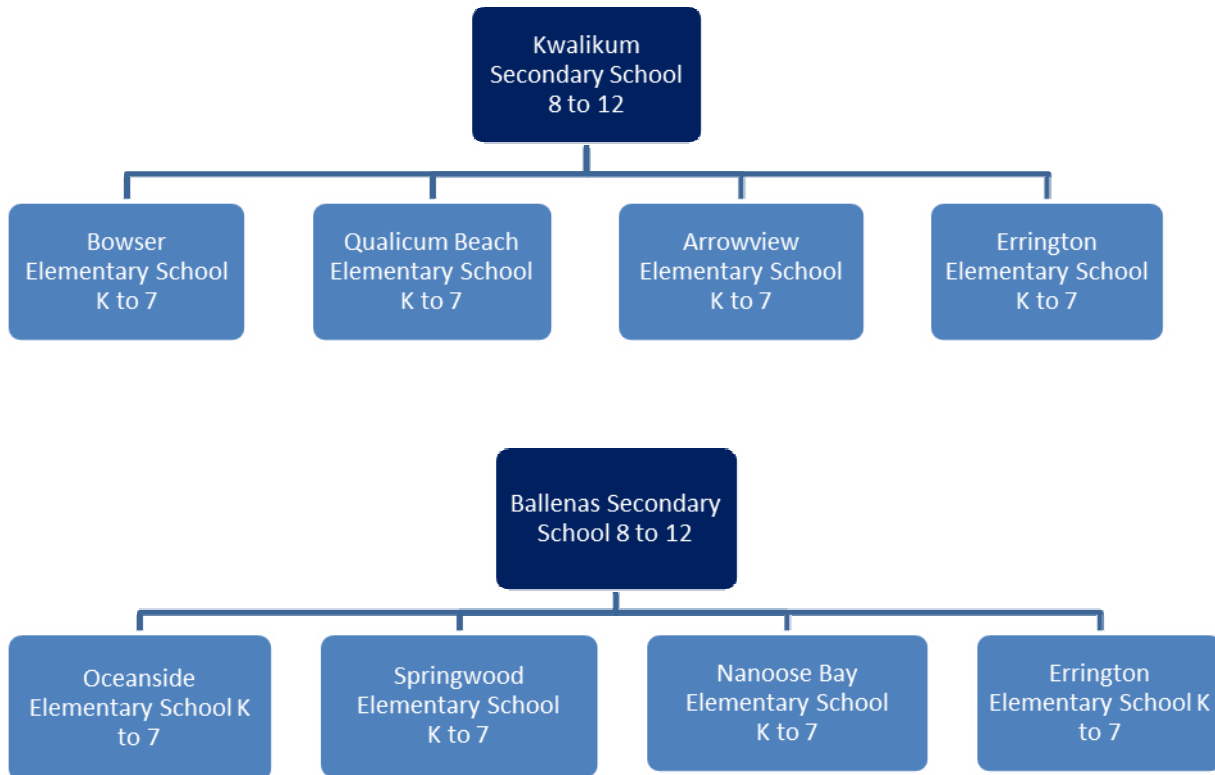 Kwalikum
Secondary School
8 to 12
Bowser
Elementary School
K to 7
Qualicum Beach
Elementary School
K to 7
Arrowview
Elementary School
K to 7
Errington
Elementary School
K to 7
Ballenas Secondary
School 8 to 12
Oceanside
Elementary School K
to 7
Springwood
Elementary School
K to 7
Nanoose Bay
Elementary School
K to 7
Errington
Elementary School K
to 7